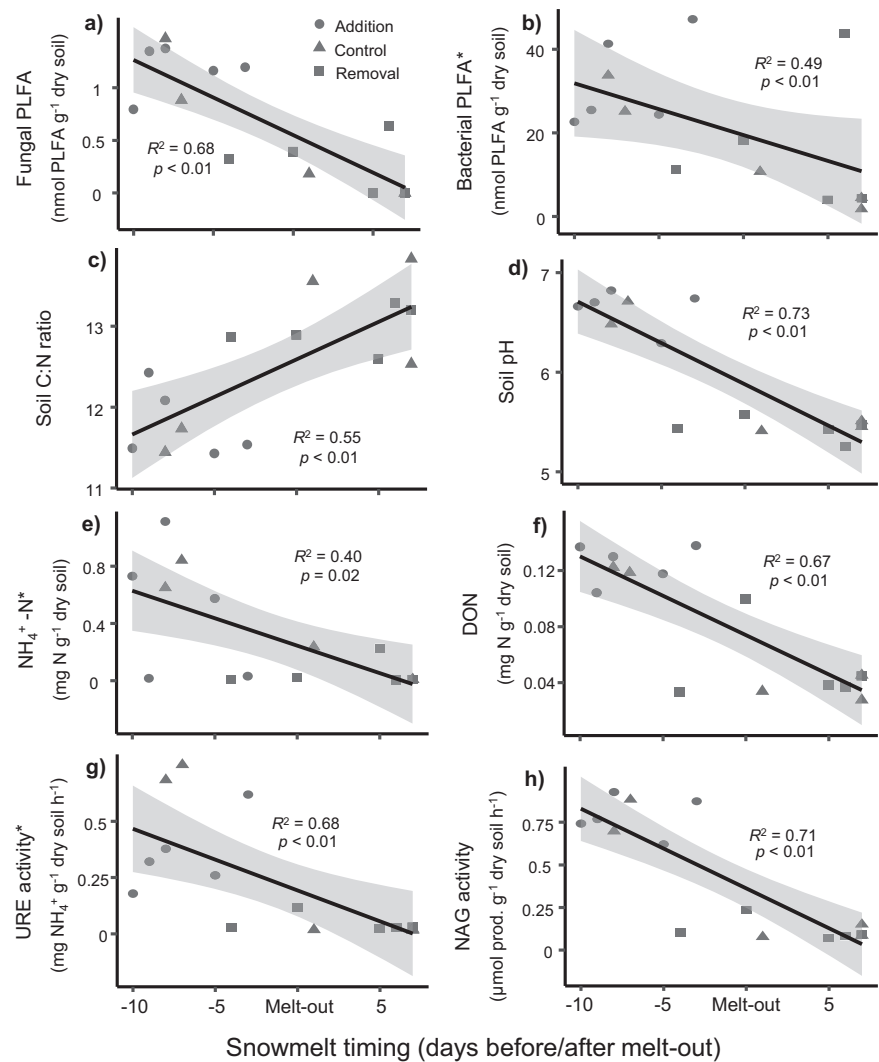 a)
Addition
Control
Removal
Fungal PLFA
(nmol PLFA g⁻¹ dry soil)
1
0.5
0
R² = 0.68
p < 0.01
b)
Bacterial PLFA*
(nmol PLFA g⁻¹ dry soil)
40
20
0
R² = 0.49
p < 0.01
c)
Soil C:N ratio
13
12
11
R² = 0.55
p < 0.01
d)
Soil pH
7
6
5
R² = 0.73
p < 0.01
e)
NH₄⁺ -N*
(mg N g⁻¹ dry soil)
0.8
0.4
0
R² = 0.40
p = 0.02
f)
DON
(mg N g⁻¹ dry soil)
0.12
0.08
0.04
R² = 0.67
p < 0.01
g)
URE activity*
(mg NH₄⁺ g⁻¹ dry soil h⁻¹)
0.5
0.25
0
R² = 0.68
p < 0.01
-10
-5
Melt-out
5
h)
NAG activity
(μmol prod. g⁻¹ dry soil h⁻¹)
0.75
0.5
0.25
0
R² = 0.71
p < 0.01
-10
-5
Melt-out
5
Snowmelt timing (days before/after melt-out)